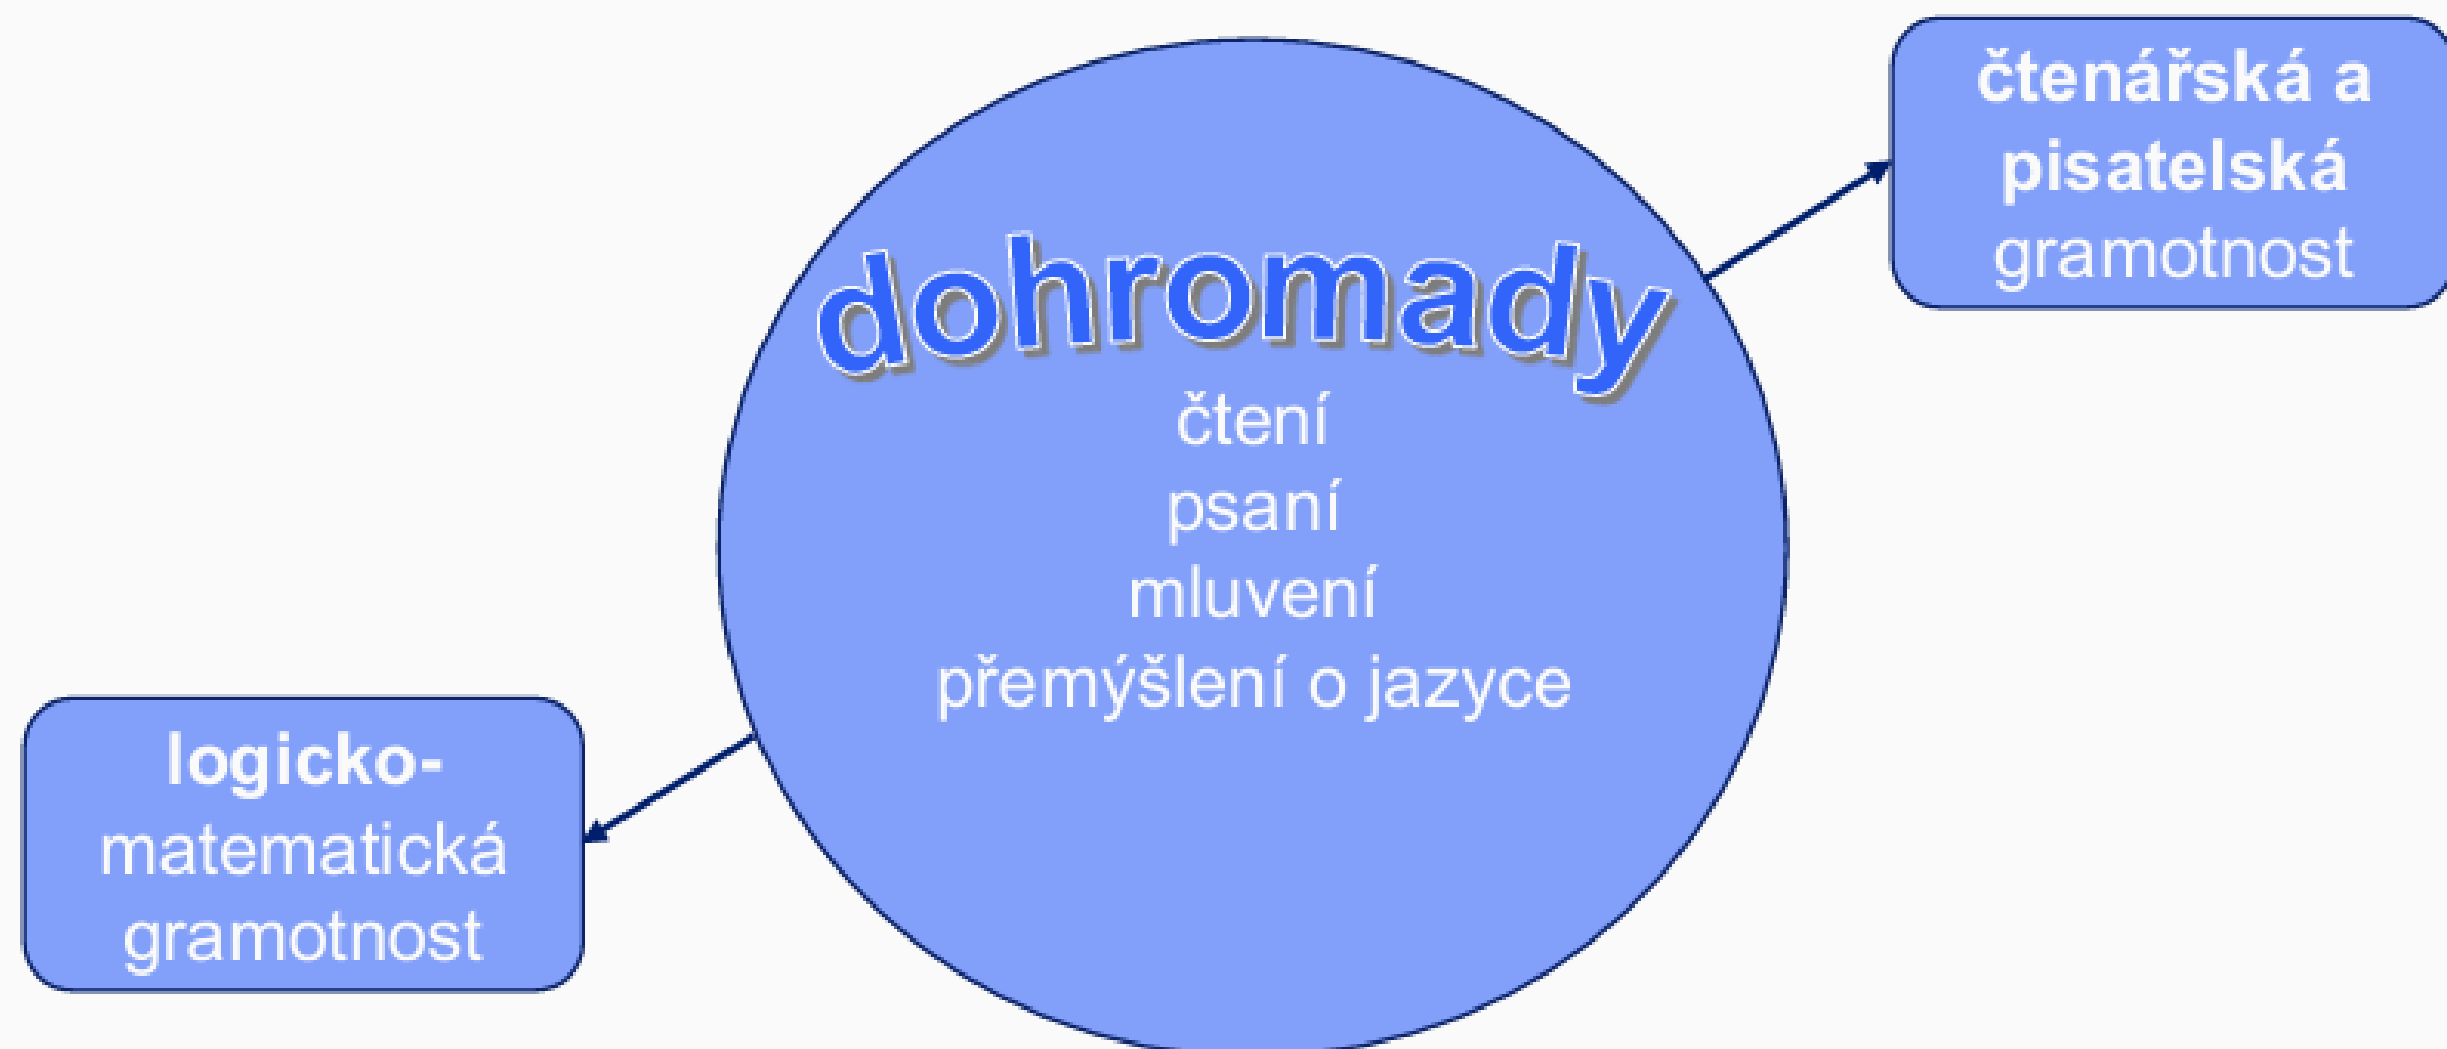 čtenářská a
pisatelská
gramotnost
dohromady
čtení
psaní
mluvení
přemýšlení o jazyce
logicko-
matematická
gramotnost